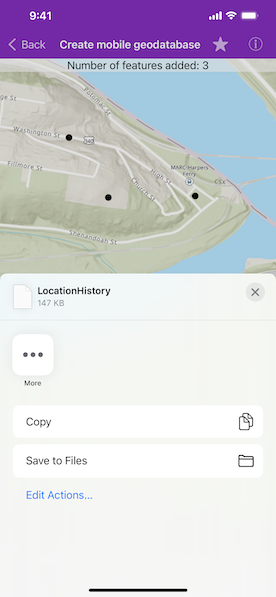 9:41
Back
Create mobile geodatabase
Number of features added: 3
Potomac St
ge St
Washington St
340
High St
MARC-Harpers
Ferry
CSX
Fillmore St
Church St
Shenandoah St
LocationHistory
147 KB
More
Copy
Save to Files
Edit Actions...